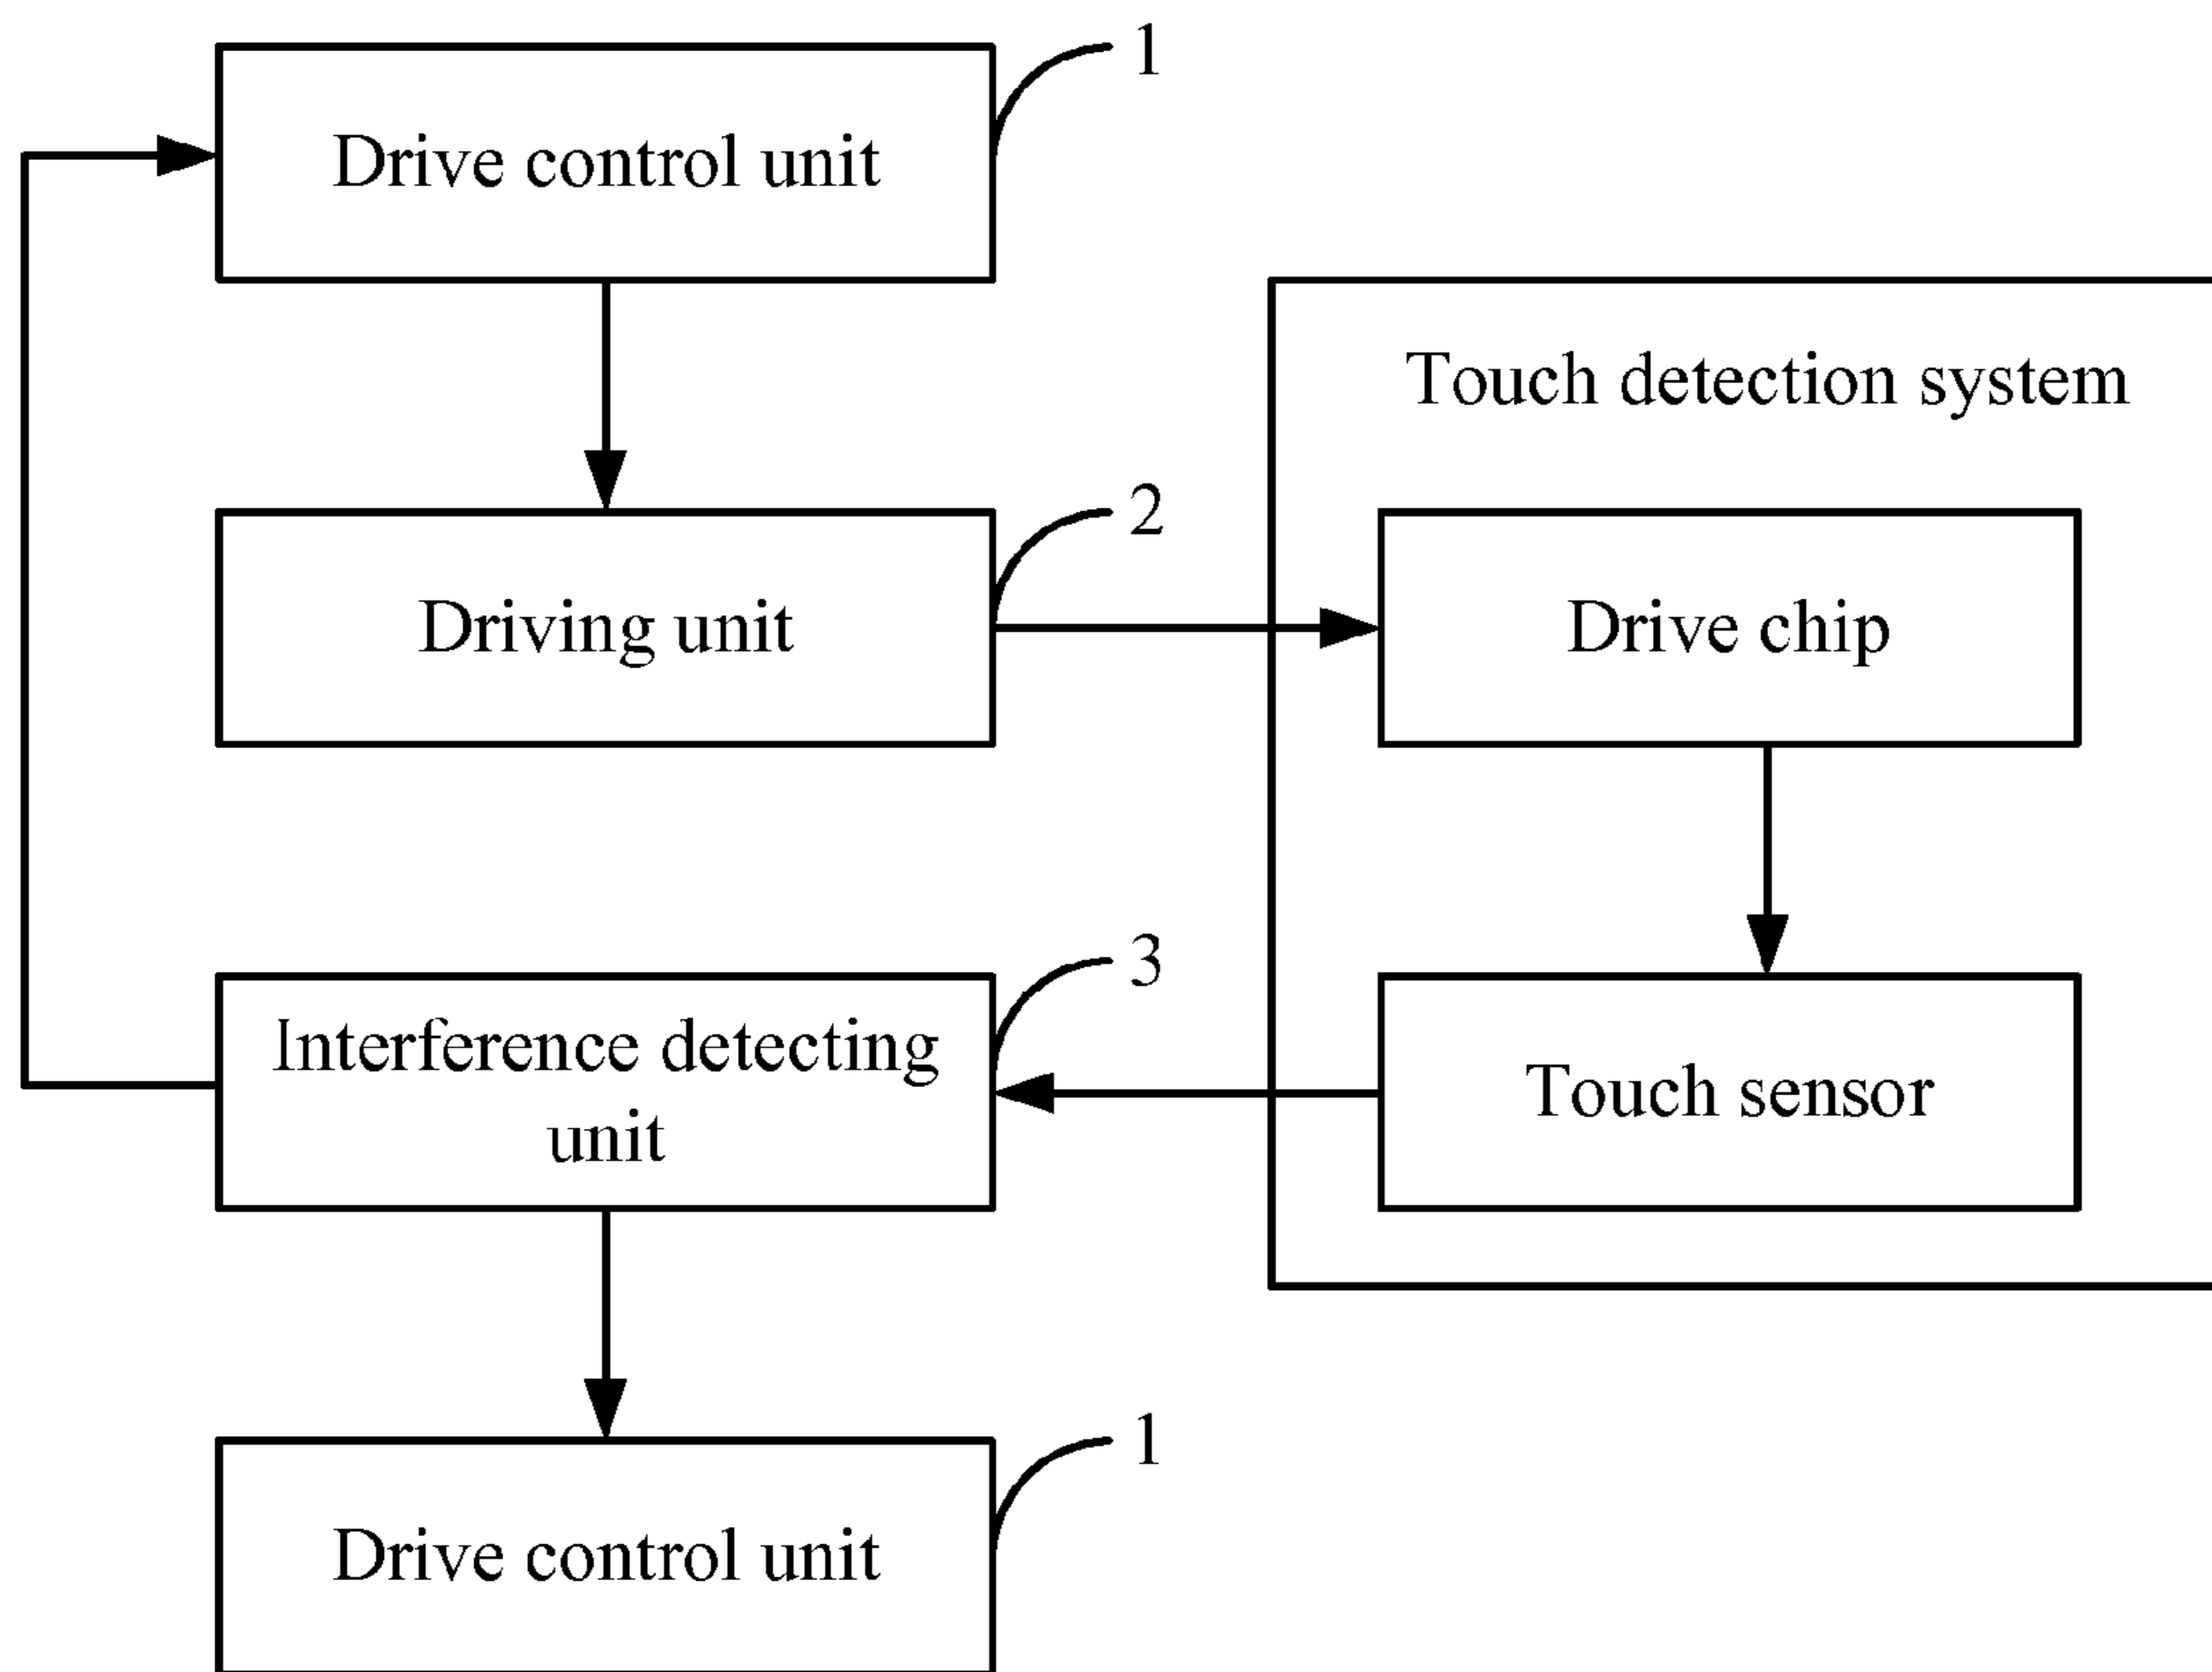 1
Drive control unit
Touch detection system
2
Driving unit
Drive chip
3
Interference detecting
unit
Touch sensor
1
Drive control unit